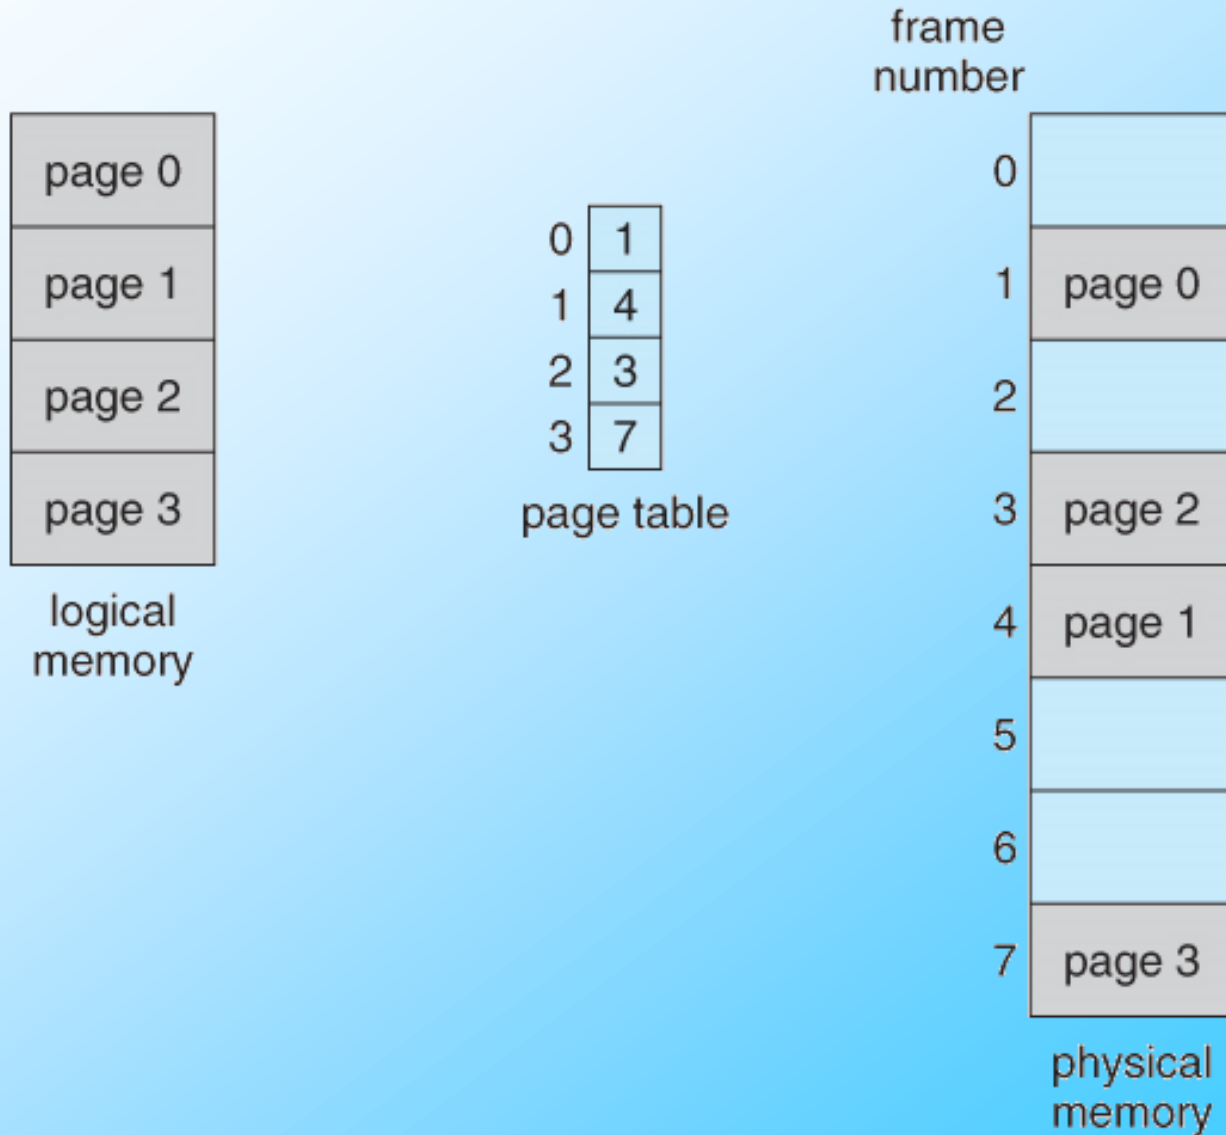 frame
number
page 0
page 1
page 2
page 3
logical
memory
0 1
1 4
2 3
3 7
page table
0
1 page 0
2
3 page 2
4 page 1
5
6
7 page 3
physical
memory